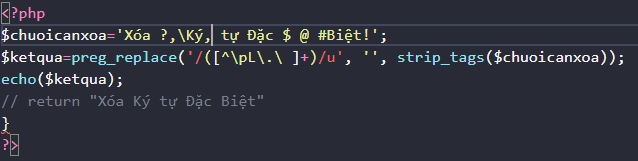 <?php
$chuoicanxoa='Xóa ?,\Ký, tự Đặc $ @ #Biệt!';
$ketqua=preg_replace('/([^\pL\.\ ]+)/u', '', strip_tags($chuoicanxoa));
echo($ketqua);
// return "Xóa Ký tự Đặc Biệt"
}
?>